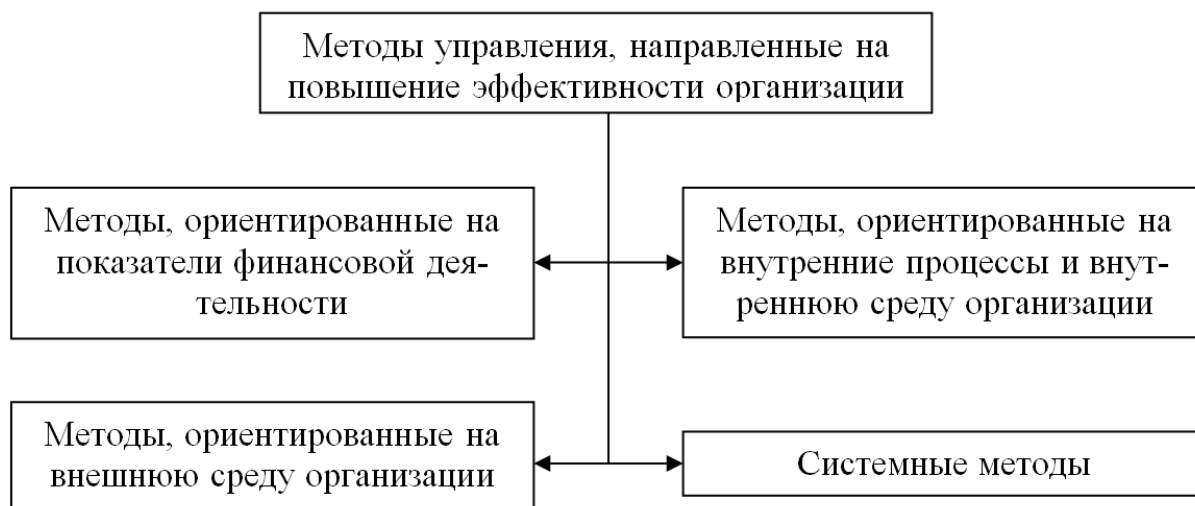 Методы управления, направленные на
повышение эффективности организации
Методы, ориентированные на
показатели финансовой дея-
тельности
Методы, ориентированные на
внутренние процессы и внут-
реннюю среду организации
Методы, ориентированные на
внешнюю среду организации
Системные методы